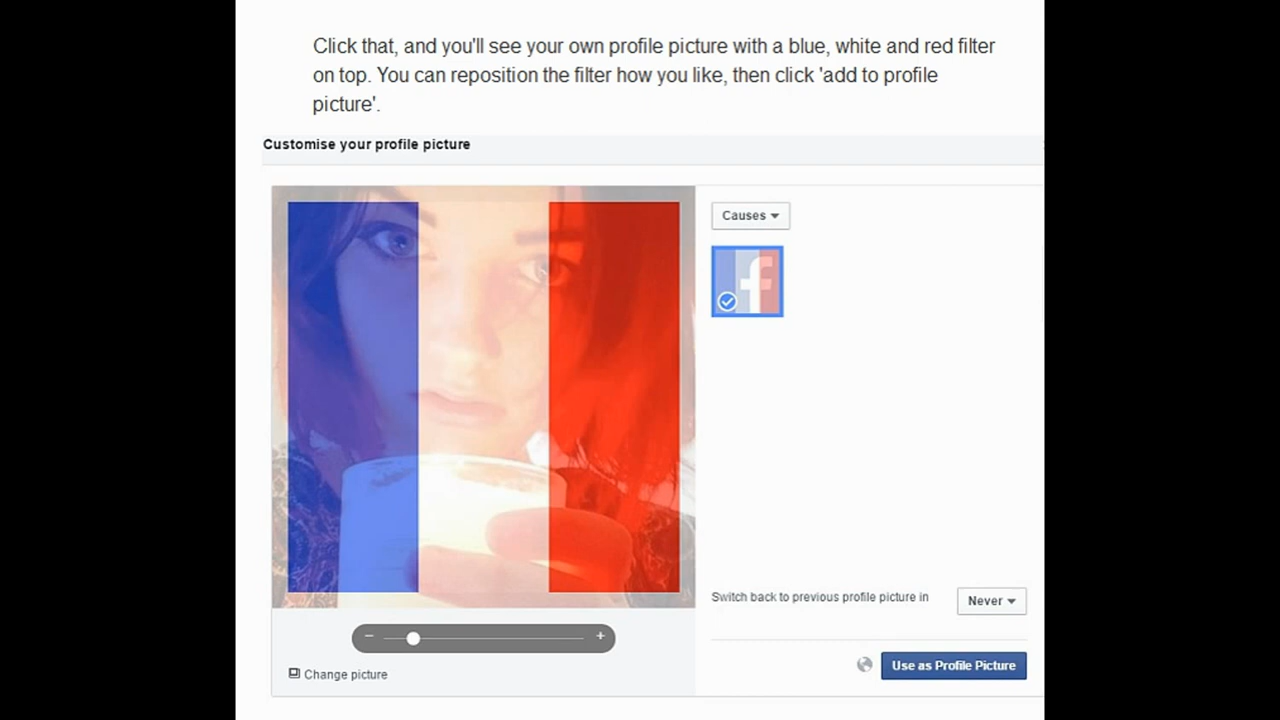 Click that, and you'll see your own profile picture with a blue, white and red filter
on top. You can reposition the filter how you like, then click 'add to profile
picture'.
Customise your profile picture
Causes
f
Switch back to previous profile picture in
Never
Use as Profile Picture
Change picture